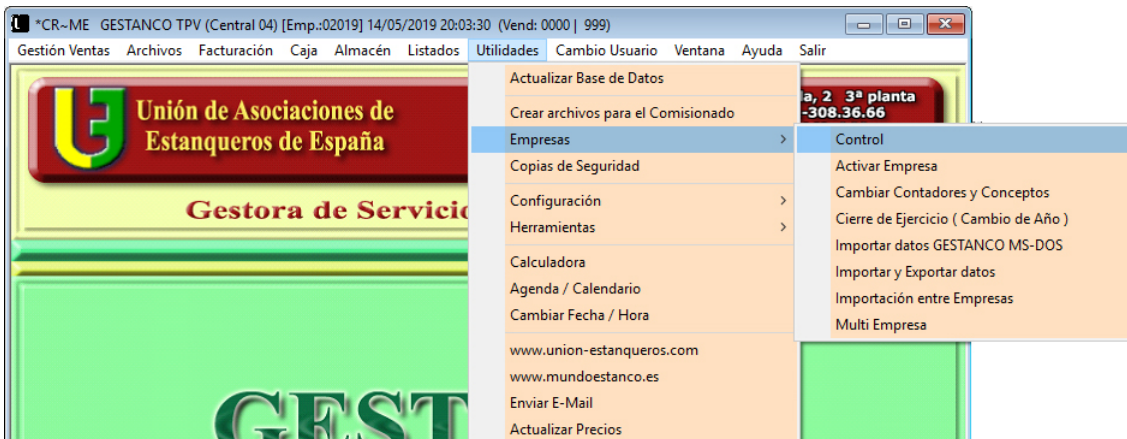 *CR~ME GESTANCO TPV (Central 04) [Emp.:02019] 14/05/2019 20:03:30 (Vend: 0000 | 999)
Gestión Ventas Archivos Facturación Caja Almacén Listados Utilidades Cambio Usuario Ventana Ayuda Salir
Unión de Asociaciones de
Estanqueros de España
2 3ª planta
-308.36.66
Gestora de
Actualizar Base de Datos
Crear archivos para el Comisionado
Empresas
Copias de Seguridad
Configuración
Herramientas
Calculadora
Agenda / Calendario
Cambiar Fecha / Hora
www.union-estanqueros.com
www.mundoestanco.es
Enviar E-Mail
Actualizar Precios
Control
Activar Empresa
Cambiar Contadores y Conceptos
Cierre de Ejercicio ( Cambio de Año )
Importar datos GESTANCO MS-DOS
Importar y Exportar datos
Importación entre Empresas
Multi Empresa
GEST